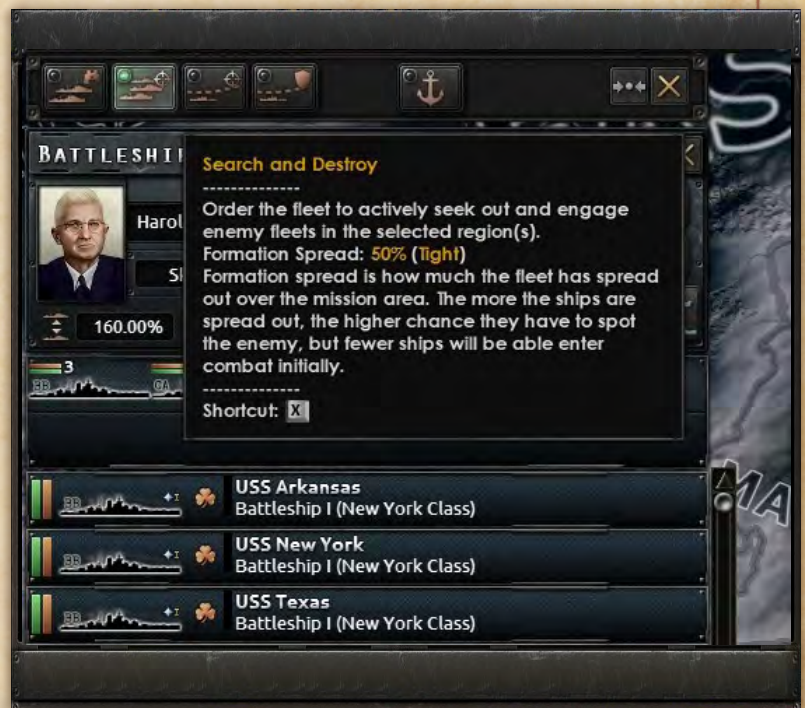 BATTLESHI
Search and Destroy
--------------
Order the fleet to actively seek out and engage
enemy fleets in the selected region(s).
Formation Spread: 50% (Tight)
Formation spread is how much the fleet has spread
out over the mission area. The more the ships are
spread out, the higher chance they have to spot
the enemy, but fewer ships will be able enter
combat initially.
--------------
Shortcut: X
Harol
160.00%
3
BB
CA
BB
USS Arkansas
Battleship I (New York Class)
BB
USS New York
Battleship I (New York Class)
BB
USS Texas
Battleship I (New York Class)
MA